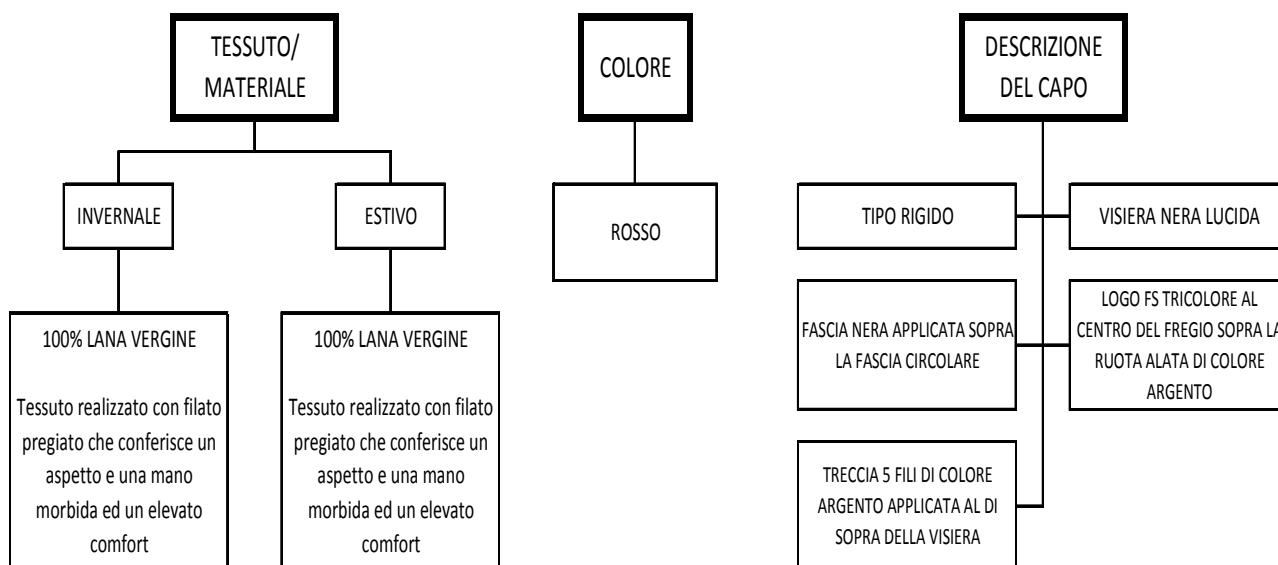 TESSUTO/
MATERIALE
COLORE
DESCRIZIONE
DEL CAPO
INVERNALE
ESTIVO
ROSSO
TIPO RIGIDO
VISIERA NERA LUCIDA
100% LANA VERGINE
Tessuto realizzato con filato
pregiato che conferisce un
aspetto e una mano
morbida ed un elevato
comfort
100% LANA VERGINE
Tessuto realizzato con filato
pregiato che conferisce un
aspetto e una mano
morbida ed un elevato
comfort
FASCIA NERA APPLICATA SOPRA
LA FASCIA CIRCOLARE
LOGO FS TRICOLORE AL
CENTRO DEL FREGIO SOPRA LA
RUOTA ALATA DI COLORE
ARGENTO
TRECCIA 5 FILI DI COLORE
ARGENTO APPLICATA AL DI
SOPRA DELLA VISIERA